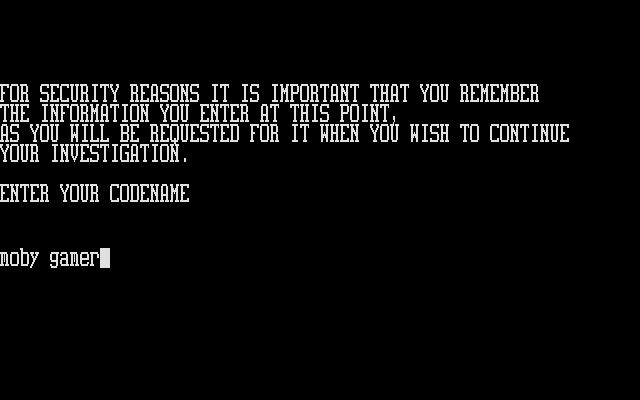 FOR SECURITY REASONS IT IS IMPORTANT THAT YOU REMEMBER
THE INFORMATION YOU ENTER AT THIS POINT,
AS YOU WILL BE REQUESTED FOR IT WHEN YOU WISH TO CONTINUE
YOUR INVESTIGATION.
ENTER YOUR CODENAME
moby gamer